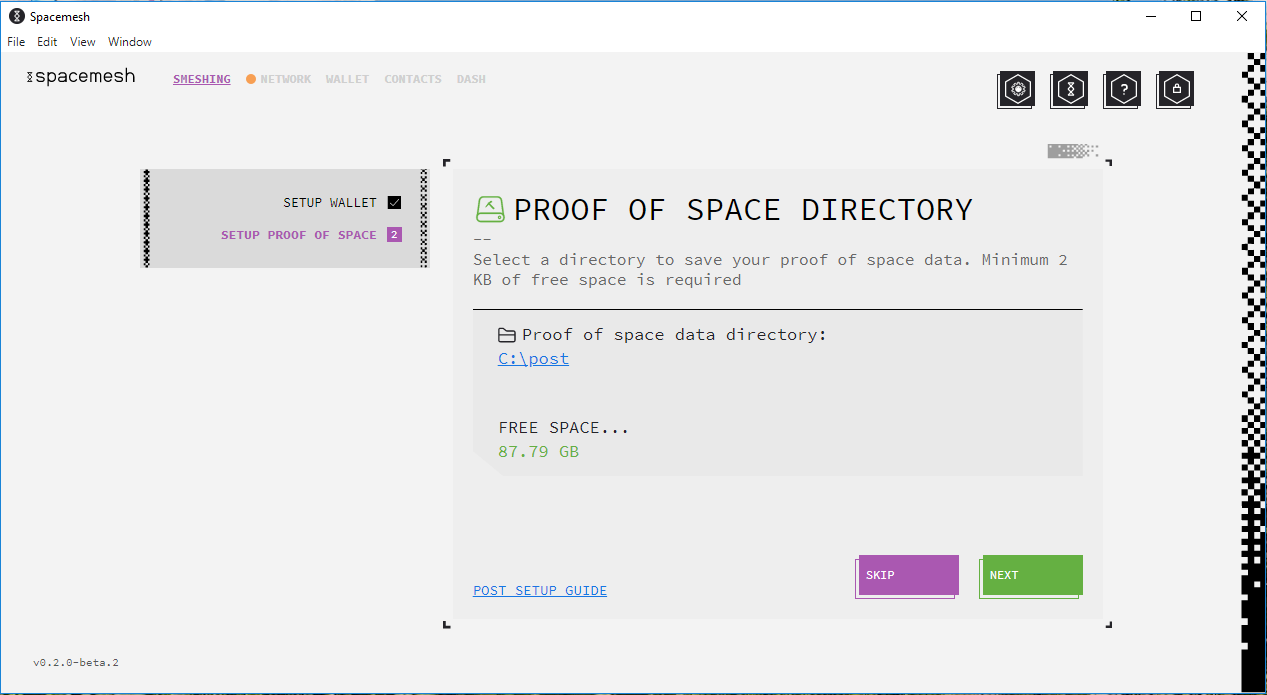 Spacemesh
File Edit View Window
spacemesh
SMESHING NETWORK WALLET CONTACTS DASH
?
SETUP WALLET
SETUP PROOF OF SPACE 2
PROOF OF SPACE DIRECTORY
--
Select a directory to save your proof of space data. Minimum 2
KB of free space is required
Proof of space data directory:
C:\post
FREE SPACE...
87.79 GB
SKIP
NEXT
POST SETUP GUIDE
v0.2.0-beta.2